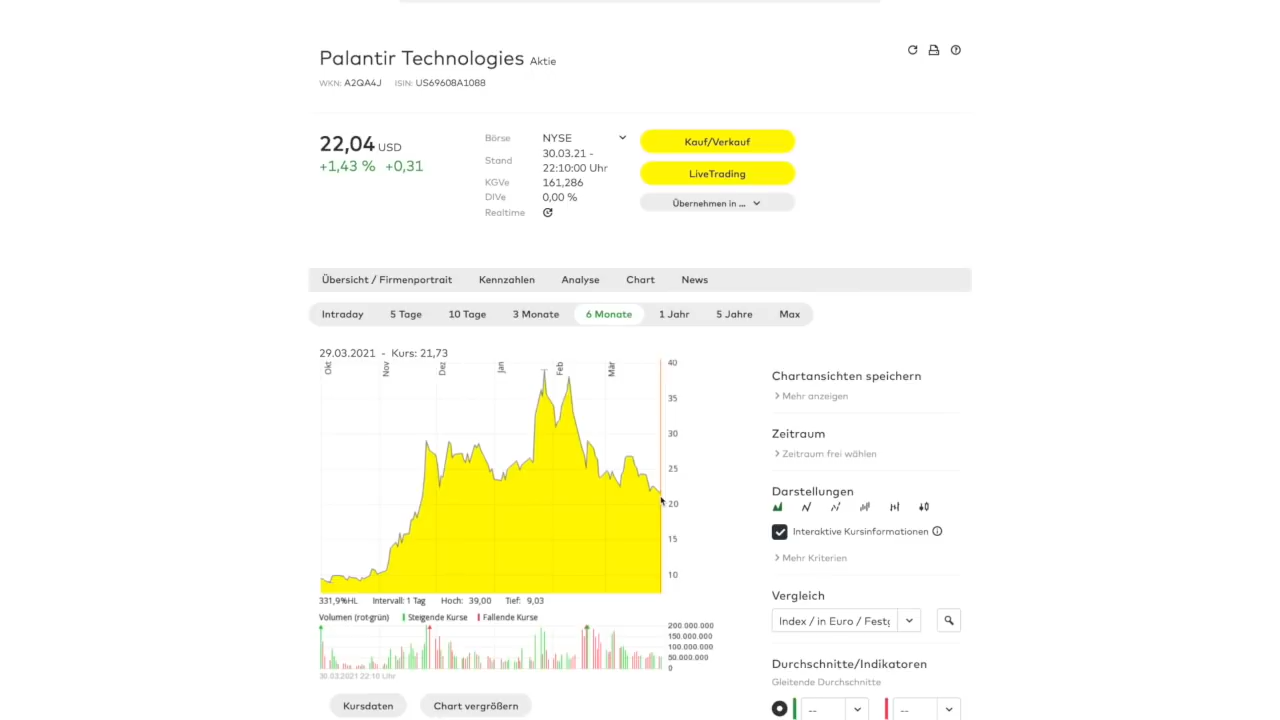 Palantir Technologies Aktie
WKN: A2QA4J ISIN: US69608A1088
22,04 USD
+1,43 % +0,31
Börse NYSE
Stand 30.03.21 -
22:10:00 Uhr
KGVe 161,286
DIVe 0,00 %
Realtime
Kauf/Verkauf
LiveTrading
Übernehmen in ...
Übersicht / Firmenportrait Kennzahlen Analyse Chart News
Intraday 5 Tage 10 Tage 3 Monate 6 Monate 1 Jahr 5 Jahre Max
29.03.2021 - Kurs: 21,73
Okt Nov Dez Jan Feb Mär
40
35
30
25
20
15
10
331,9%HL Intervall: 1 Tag Hoch: 39,00 Tief: 9,03
Volumen (rot-grün) Steigende Kurse Fallende Kurse
200.000.000
150.000.000
100.000.000
50.000.000
0
30.03.2021 22:10 Uhr
Kursdaten Chart vergrößern
Chartansichten speichern
Mehr anzeigen
Zeitraum
Zeitraum frei wählen
Darstellungen
Interaktive Kursinformationen
Mehr Kriterien
Vergleich
Index / in Euro / Festg
Durchschnitte/Indikatoren
Gleitende Durchschnitte
-- --